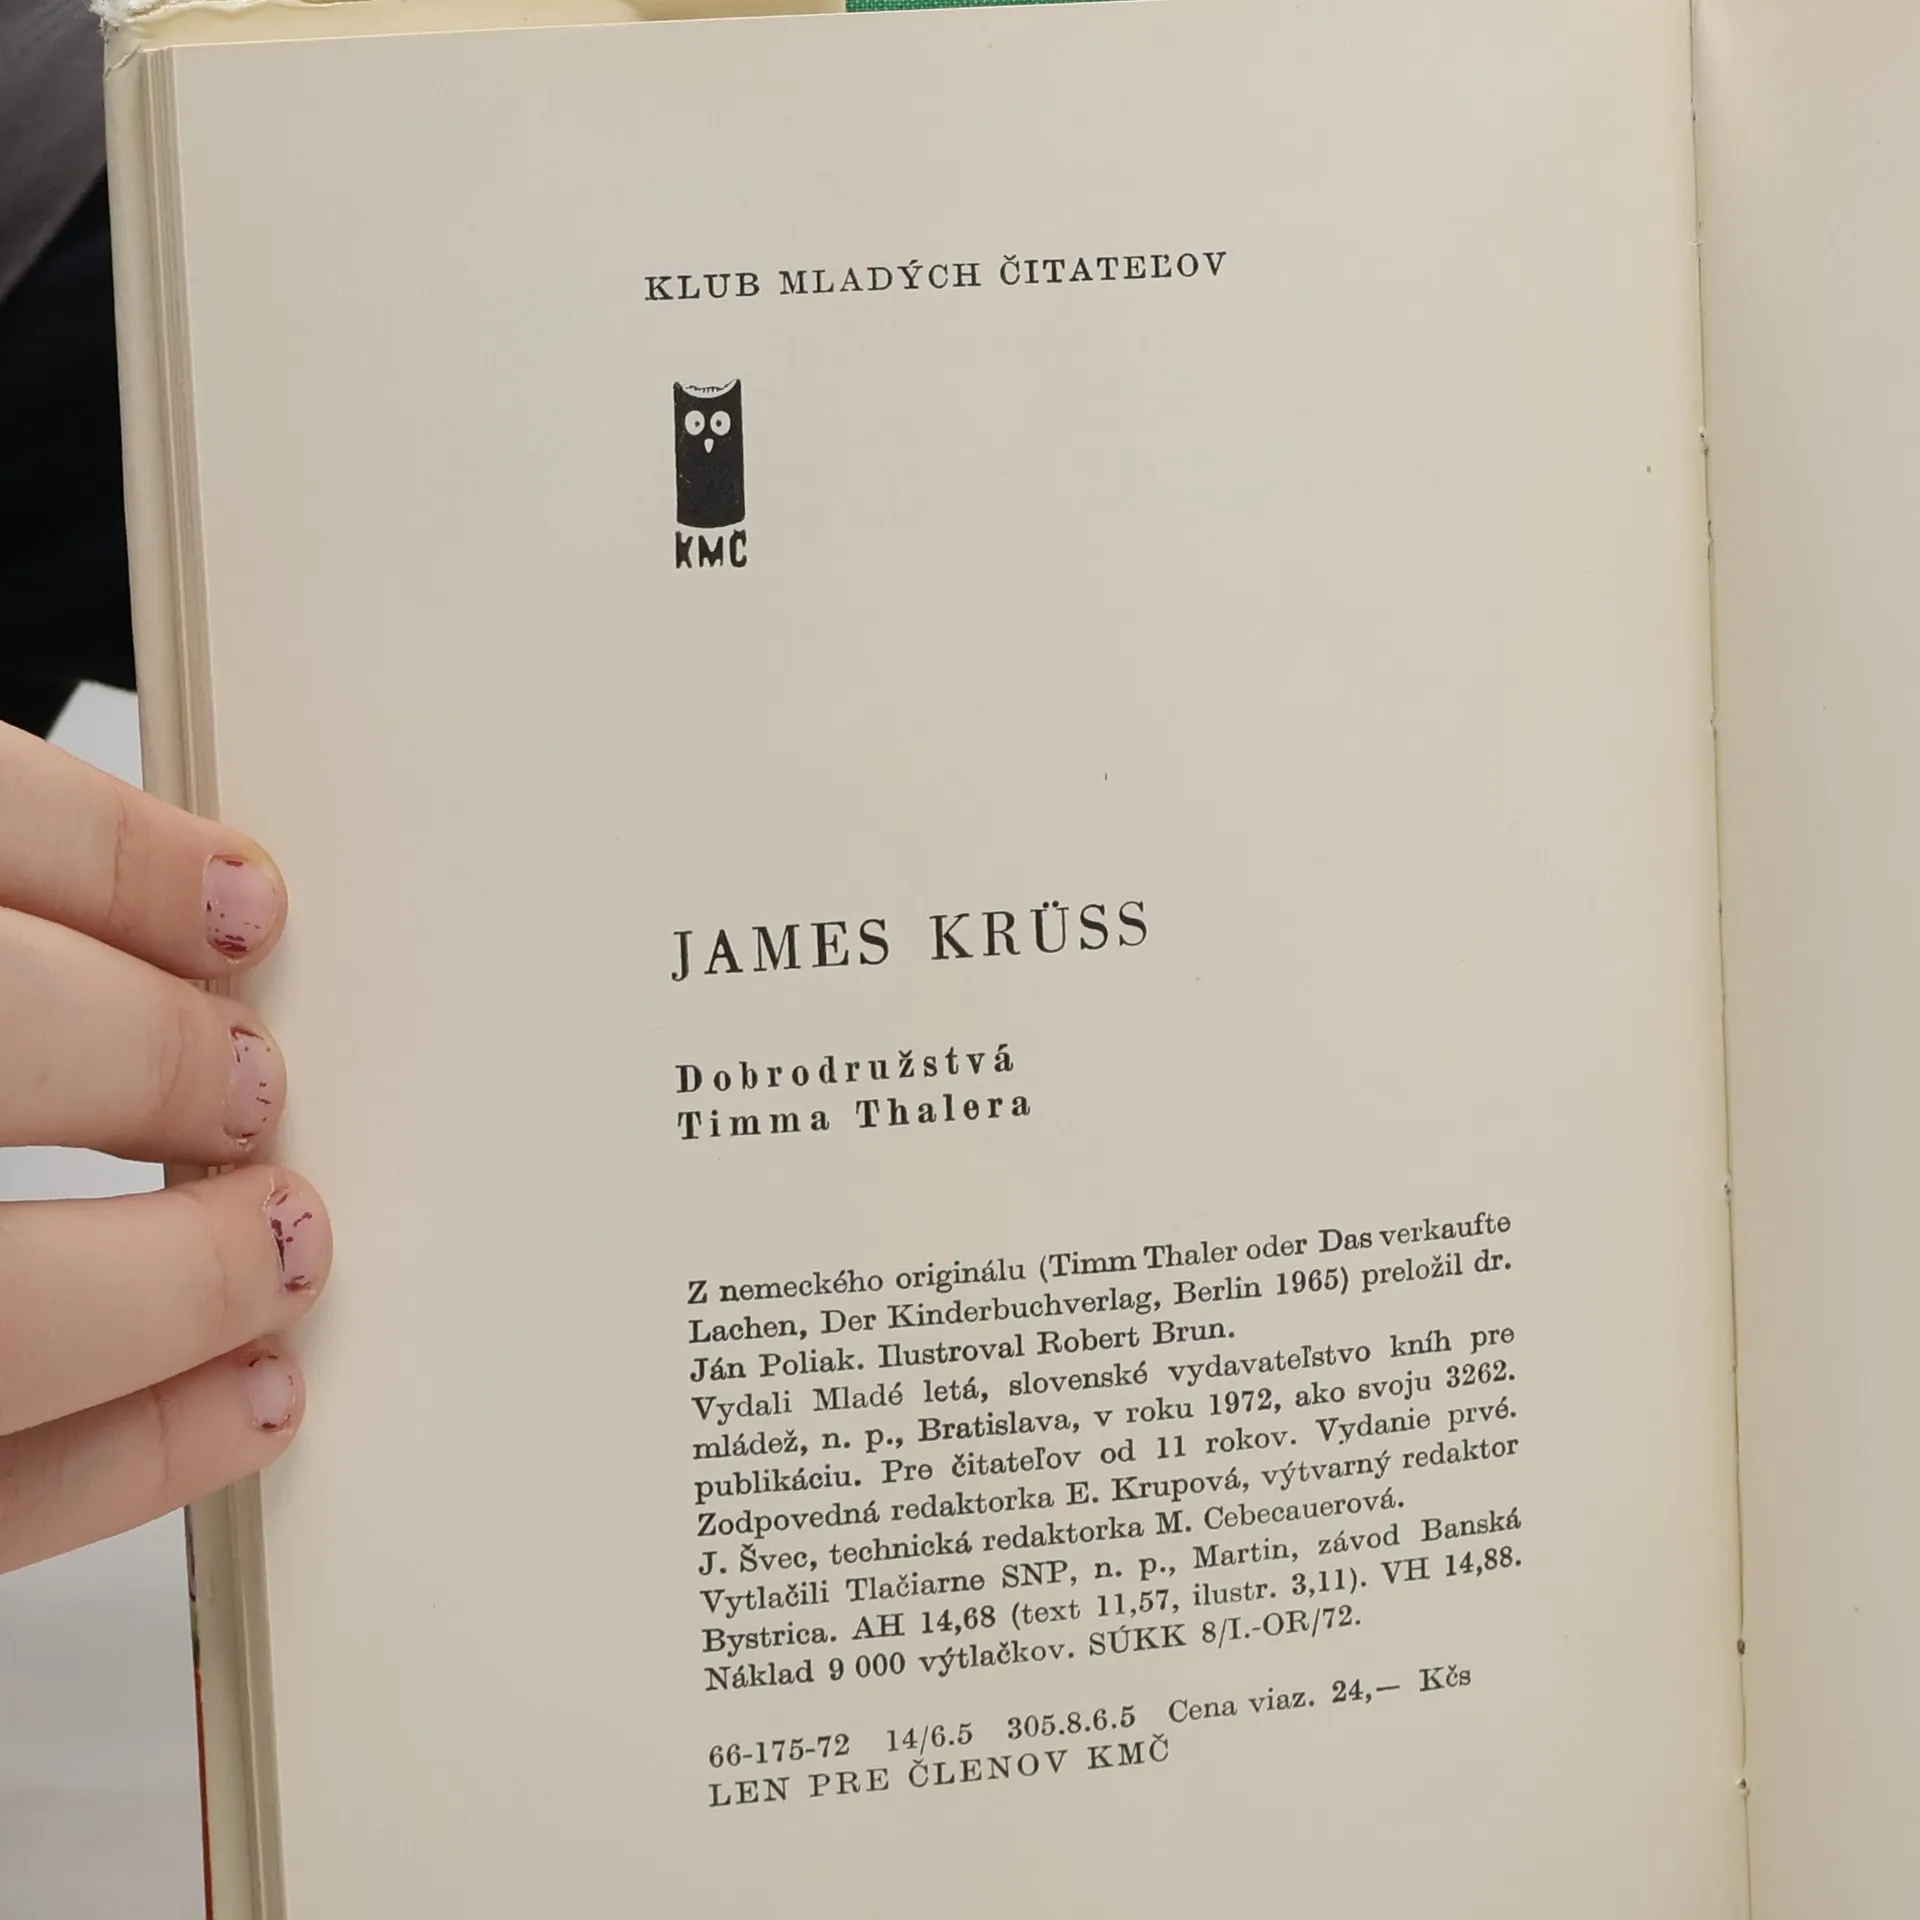 KLUB MLADÝCH ČITATEĽOV
KMČ
JAMES KRÜSS
Dobrodružstvá
Timma Thalera
Z nemeckého originálu (Timm Thaler oder Das verkaufte
Lachen, Der Kinderbuchverlag, Berlin 1965) preložil dr.
Ján Poliak. Ilustroval Robert Brun.
Vydali Mladé letá, slovenské vydavateľstvo kníh pre
mládež, n. p., Bratislava, v roku 1972, ako svoju 3262.
publikáciu. Pre čitateľov od 11 rokov. Vydanie prvé.
Zodpovedná redaktorka E. Krupová, výtvarný redaktor
J. Švec, technická redaktorka M. Cebecauerová.
Vytlačili Tlačiarne SNP, n. p., Martin, závod Banská
Bystrica. AH 14,68 (text 11,57, ilustr. 3,11). VH 14,88.
Náklad 9 000 výtlačkov. SÚKK 8/I.-OR/72.
66-175-72 14/6.5 305.8.6.5 Cena viaz. 24,— Kčs
LEN PRE ČLENOV KMČ